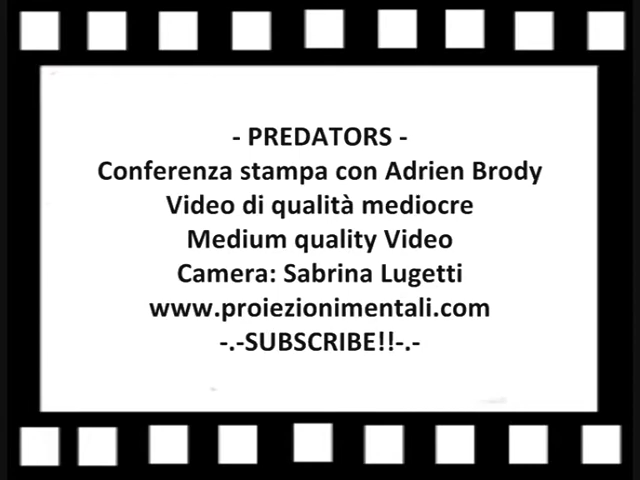 - PREDATORS -
Conferenza stampa con Adrien Brody
Video di qualità mediocre
Medium quality Video
Camera: Sabrina Lugetti
www.proiezionimentali.com
-.-SUBSCRIBE!!-.-